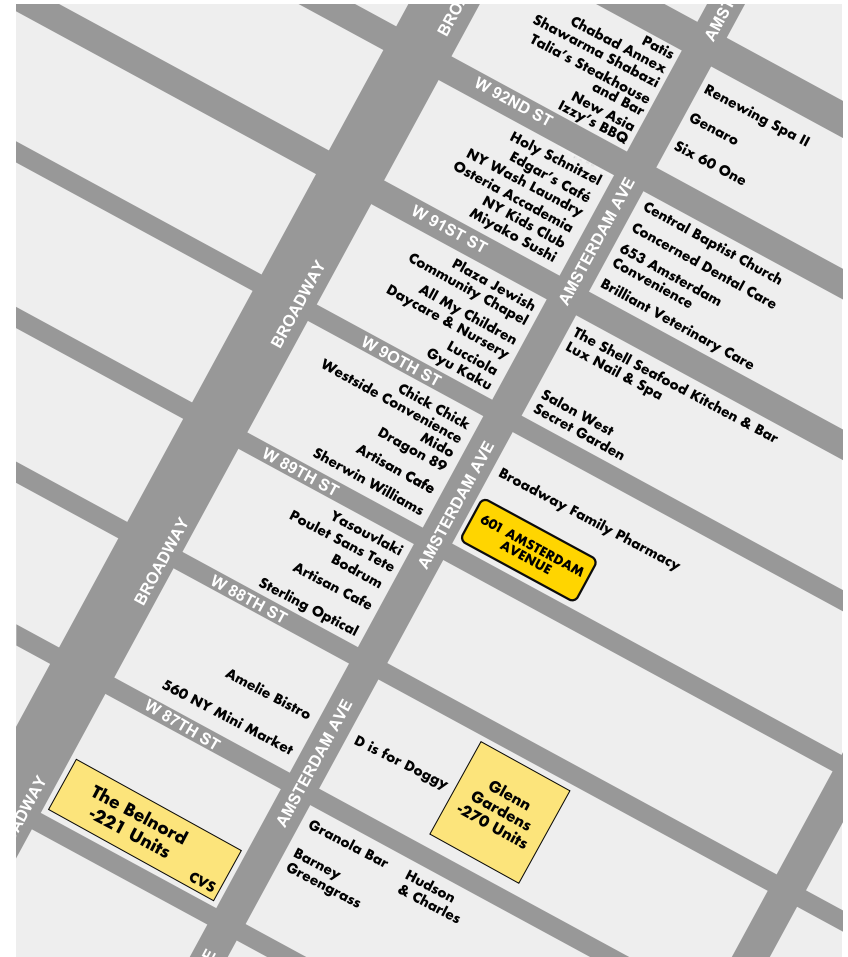 BRO
AMST
Patis
Chabad Annex
Shawarma Shabazi
Talia's Steakhouse
and Bar
New Asia
Izzy's BBQ
W 92ND ST
Renewing Spa II
Genaro
Six 60 One
Holy Schnitzel
Edgar's Café
NY Wash Laundry
Osteria Accademia
NY Kids Club
Miyako Sushi
W 91ST ST
AMSTERDAM AVE
Central Baptist Church
Concerned Dental Care
653 Amsterdam
Convenience
Brilliant Veterinary Care
BROADWAY
Plaza Jewish
Community Chapel
All My Children
Daycare & Nursery
Lucciola
Gyu Kaku
W 90TH ST
The Shell Seafood Kitchen & Bar
Lux Nail & Spa
Salon West
Secret Garden
Chick Chick
Westside Convenience
Mido
Dragon 89
Artisan Cafe
Sherwin Williams
W 89TH ST
AMSTERDAM AVE
Broadway Family Pharmacy
601 AMSTERDAM
AVENUE
BROADWAY
Yasouvlaki
Poulet Sans Tete
Bodrum
Artisan Cafe
Sterling Optical
W 88TH ST
Amelie Bistro
560 NY Mini Market
W 87TH ST
AMSTERDAM AVE
D is for Doggy
Glenn
Gardens
-270 Units
ADWAY
The Belnord
-221 Units
CVS
Granola Bar
Barney
Greengrass
Hudson
& Charles
E